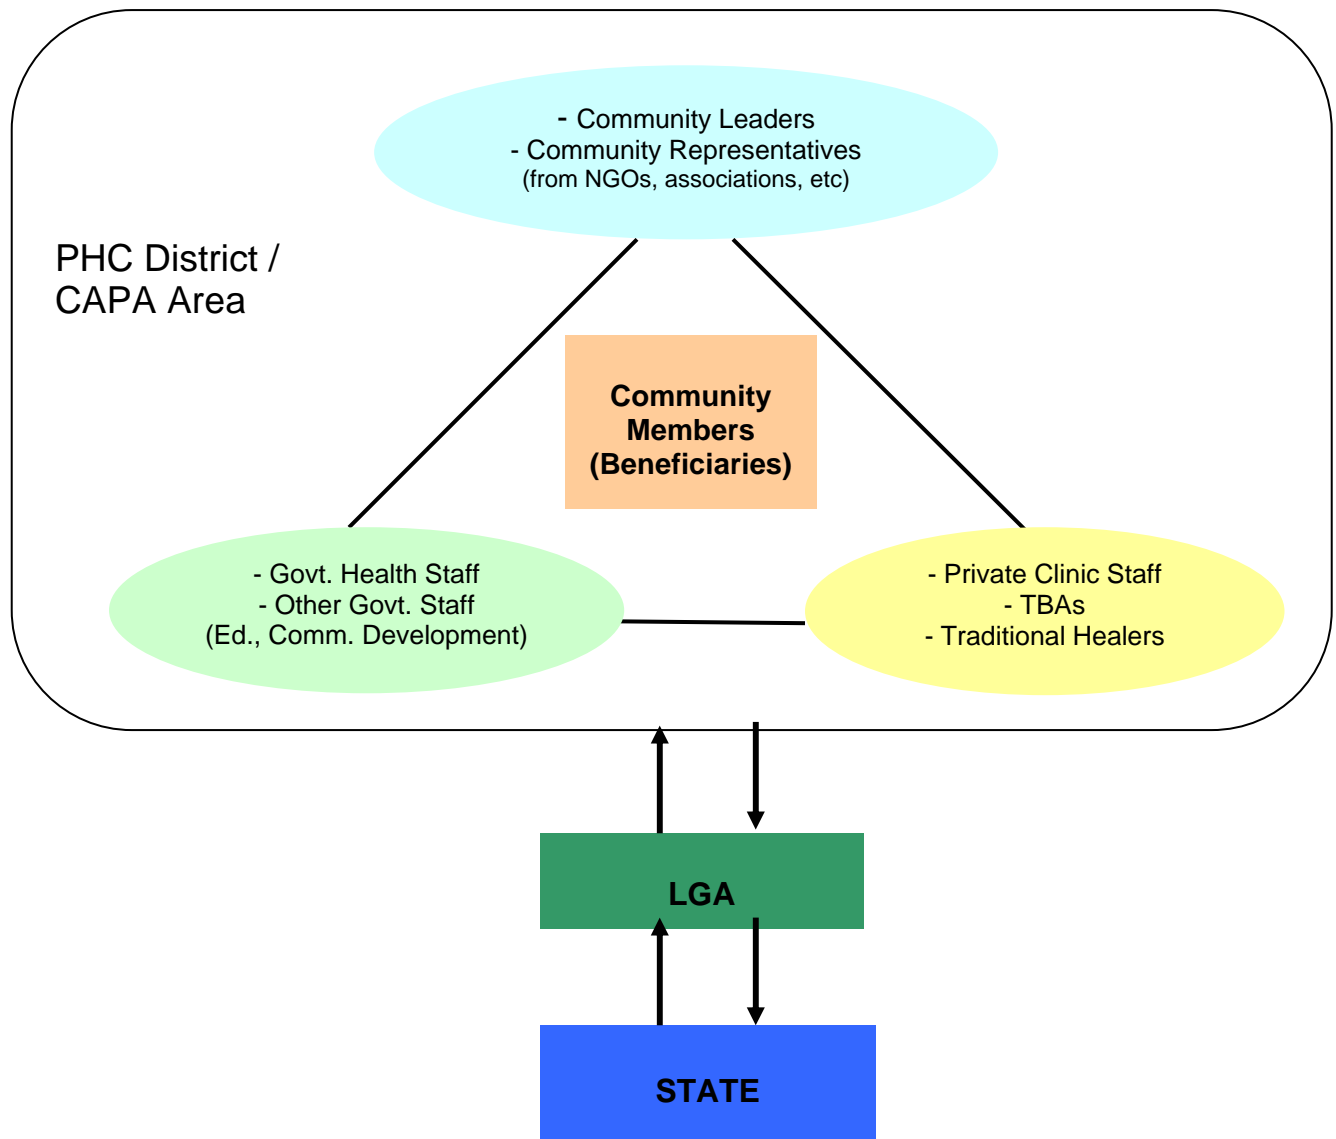 - Community Leaders
- Community Representatives
(from NGOs, associations, etc)
PHC District /
CAPA Area
Community
Members
(Beneficiaries)
- Govt. Health Staff
- Other Govt. Staff
(Ed., Comm. Development)
- Private Clinic Staff
- TBAs
- Traditional Healers
LGA
STATE